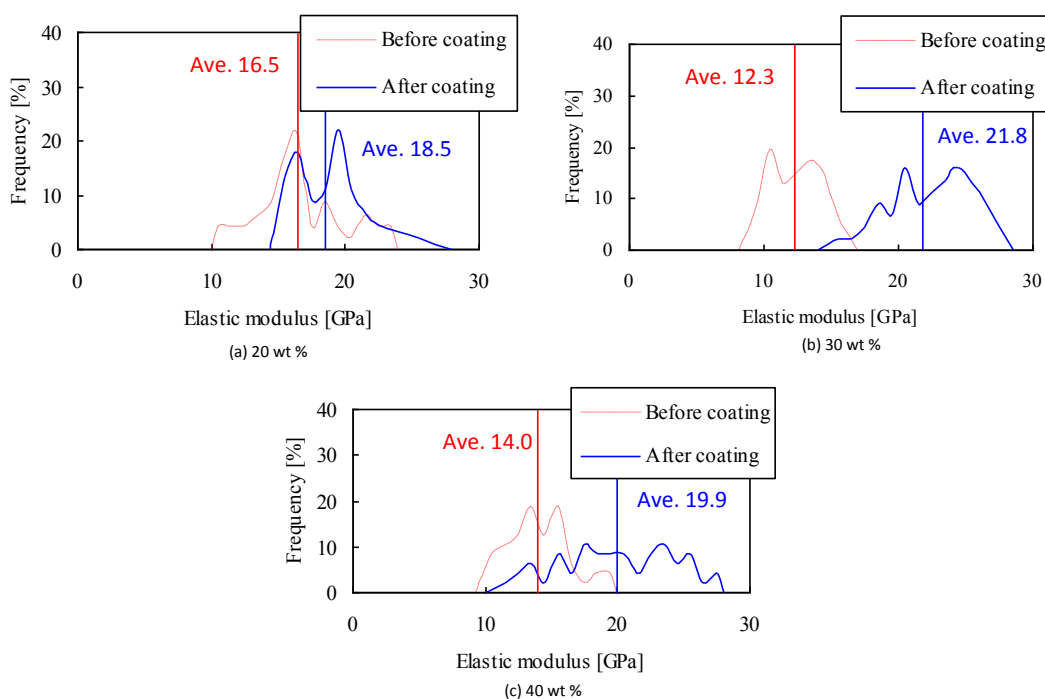 40
30
20
10
0
Frequency [%]
Ave. 16.5
Before coating
After coating
Ave. 18.5
0
10
20
30
Elastic modulus [GPa]
(a) 20 wt %
40
30
20
10
0
Frequency [%]
Ave. 12.3
Before coating
After coating
Ave. 21.8
0
10
20
30
Elastic modulus [GPa]
(b) 30 wt %
40
30
20
10
0
Frequency [%]
Ave. 14.0
Before coating
After coating
Ave. 19.9
0
10
20
30
Elastic modulus [GPa]
(c) 40 wt %